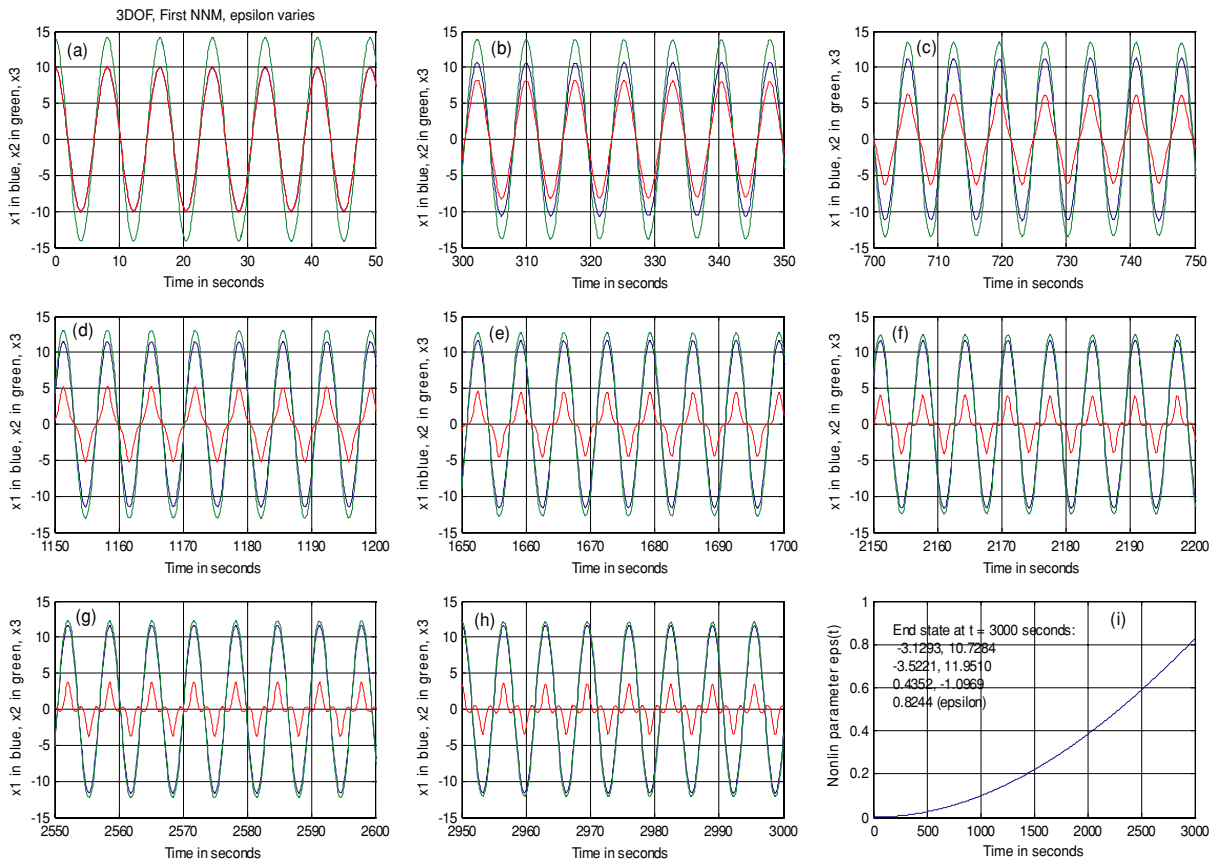 3DOF, First NNM, epsilon varies
(a)
x1 in blue, x2 in green, x3
15
10
5
0
-5
-10
-15
0 10 20 30 40 50
Time in seconds
(b)
x1 in blue, x2 in green, x3
15
10
5
0
-5
-10
-15
300 310 320 330 340 350
Time in seconds
(c)
x1 in blue, x2 in green, x3
15
10
5
0
-5
-10
-15
700 710 720 730 740 750
Time in seconds
(d)
x1 in blue, x2 in green, x3
15
10
5
0
-5
-10
-15
1150 1160 1170 1180 1190 1200
Time in seconds
(e)
x1 inblue, x2 in green, x3
15
10
5
0
-5
-10
-15
1650 1660 1670 1680 1690 1700
Time in seconds
(f)
x1 in blue, x2 in green, x3
15
10
5
0
-5
-10
-15
2150 2160 2170 2180 2190 2200
Time in seconds
(g)
x1 in blue, x2 in green, x3
15
10
5
0
-5
-10
-15
2550 2560 2570 2580 2590 2600
Time in seconds
(h)
x1 in blue, x2 in green, x3
15
10
5
0
-5
-10
-15
2950 2960 2970 2980 2990 3000
Time in seconds
(i)
Nonlin parameter eps(t)
1
0.8
0.6
0.4
0.2
0
End state at t = 3000 seconds:
-3.1293, 10.7284
-3.5221, 11.9510
0.4352, -1.0969
0.8244 (epsilon)
0 500 1000 1500 2000 2500 3000
Time in seconds